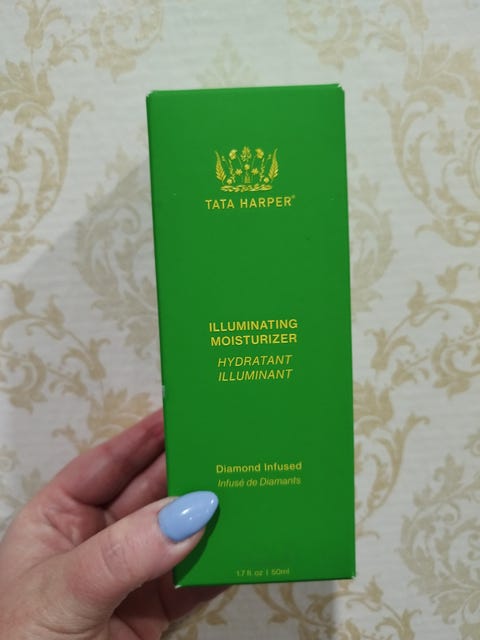 TATA HARPER®
ILLUMINATING
MOISTURIZER
HYDRATANT
ILLUMINANT
Diamond Infused
Infusé de Diamants
1.7 fl. oz | 50ml